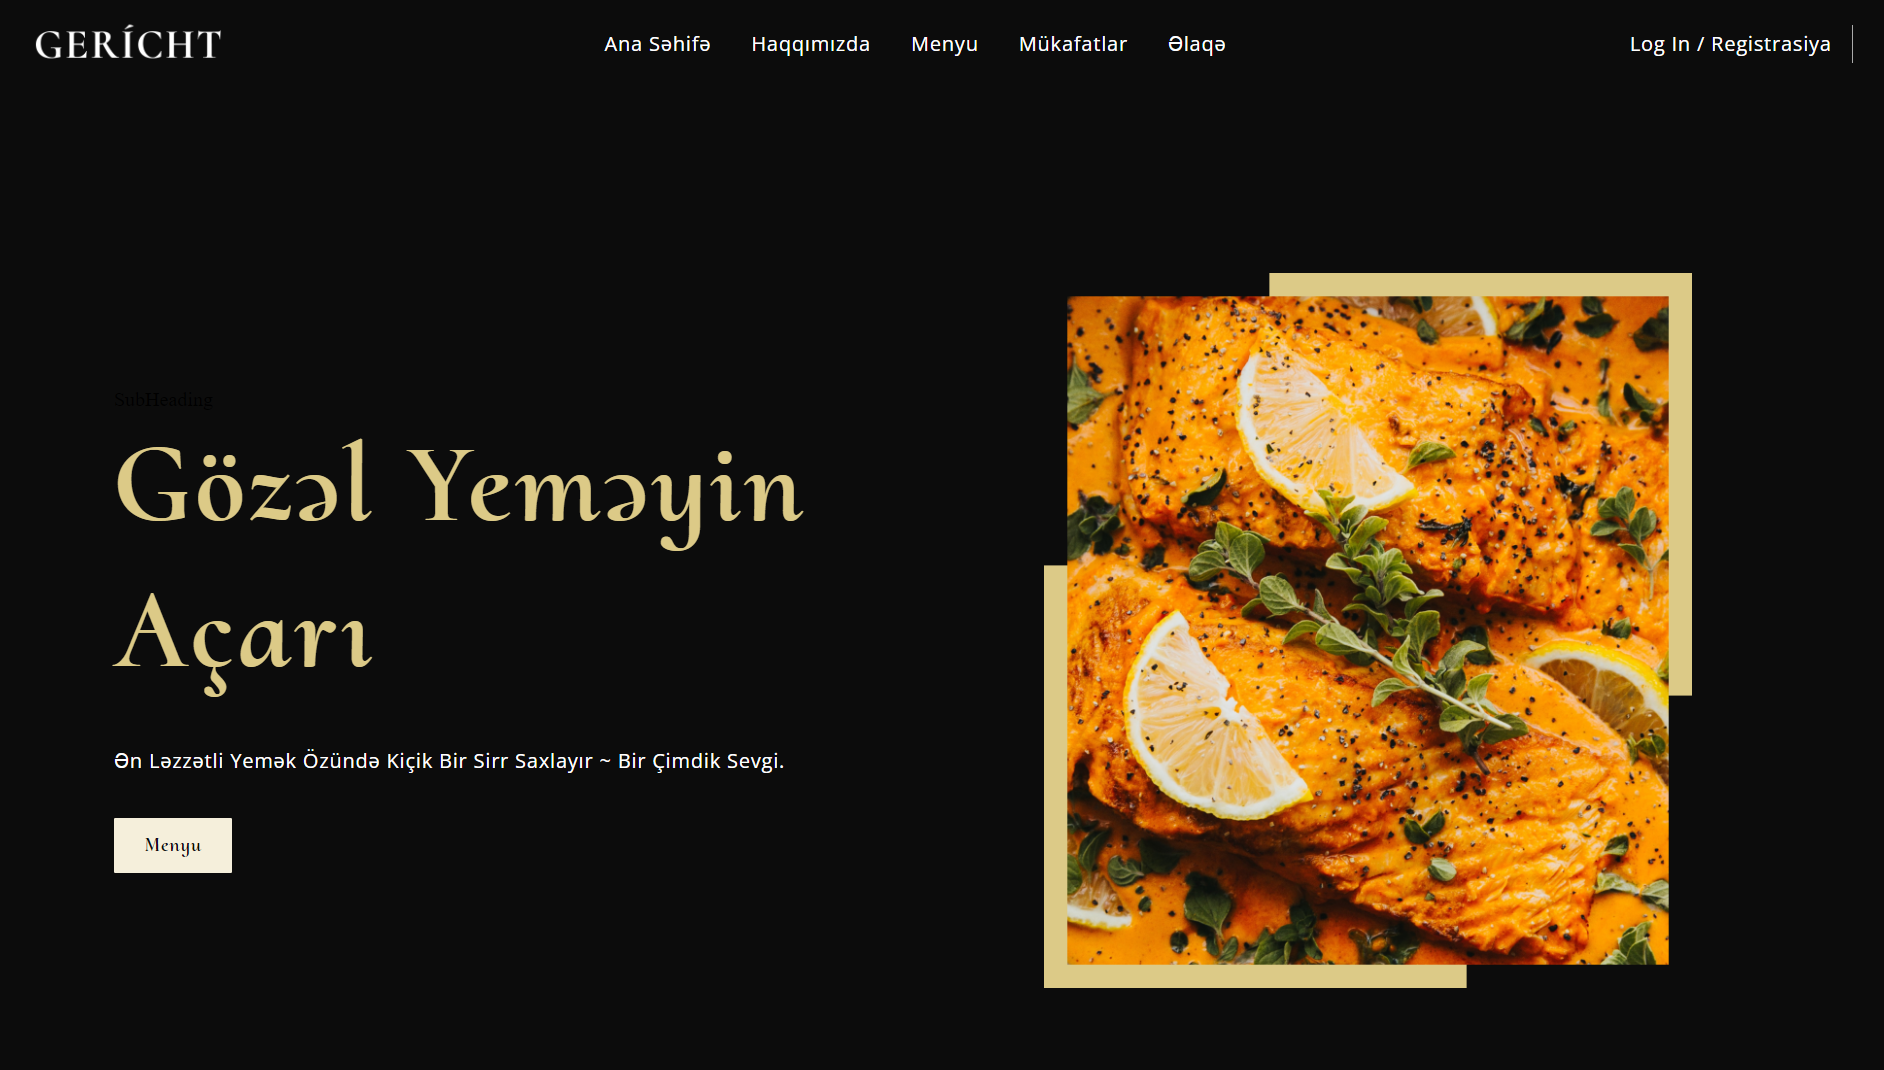 GERÍCHT
Ana Səhifə
Haqqımızda
Menyu
Mükafatlar
Əlaqə
Log In / Registrasiya
SubHeading
Gözəl Yeməyin
Açarı
Ən Ləzzətli Yemək Özündə Kiçik Bir Sirr Saxlayır ~ Bir Çimdik Sevgi.
Menyu